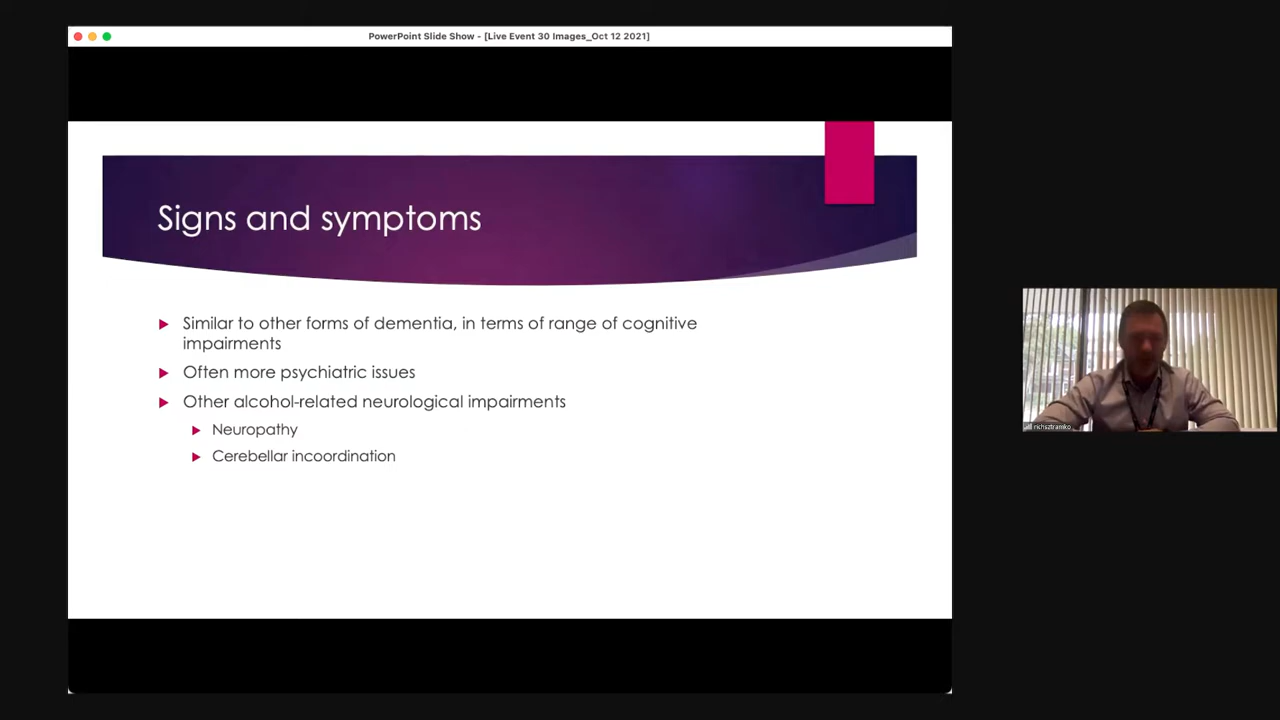 PowerPoint Slide Show - [Live Event 30 Images_Oct 12 2021]
Signs and symptoms
Similar to other forms of dementia, in terms of range of cognitive
impairments
Often more psychiatric issues
Other alcohol-related neurological impairments
Neuropathy
Cerebellar incoordination
richsztramko